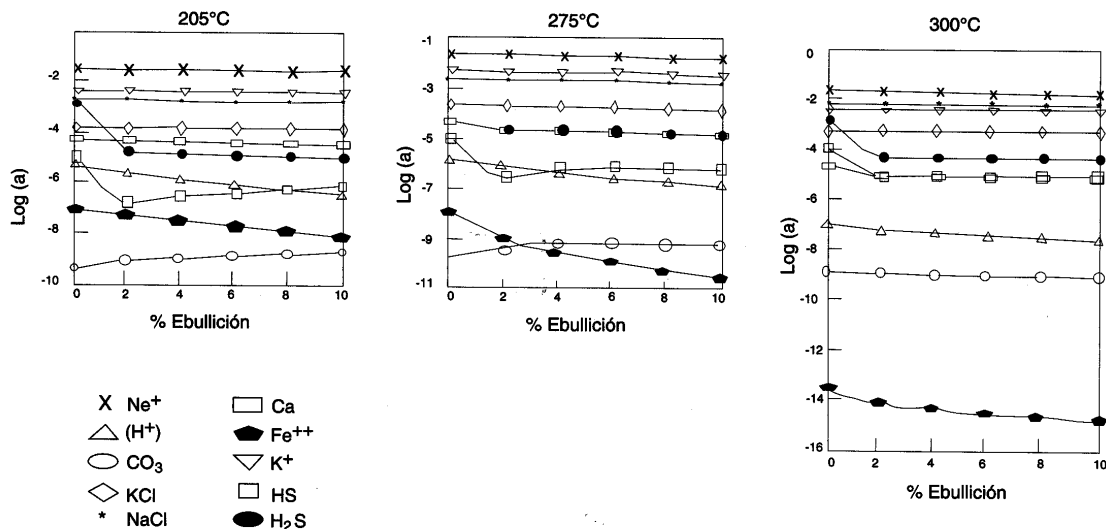 205°C
-2
-4
-6
-8
-10
Log (a)
0 2 4 6 8 10
% Ebullición
275°C
-1
-3
-5
-7
-9
-11
Log (a)
0 2 4 6 8 10
% Ebullición
300°C
0
-2
-4
-6
-8
-9
-12
-14
-16
Log (a)
0 2 4 6 8 10
% Ebullición
Ne+
(H+)
CO3
KCl
NaCl
Ca
Fe++
K+
HS
H2S